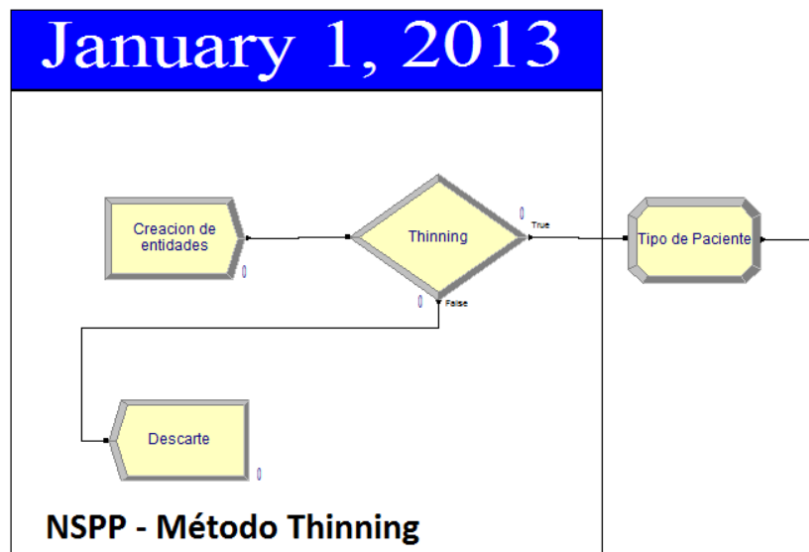 January 1, 2013
Creacion de
entidades
0
Thinning
0
True
0
False
Tipo de Paciente
Descarte
0
NSPP - Método Thinning